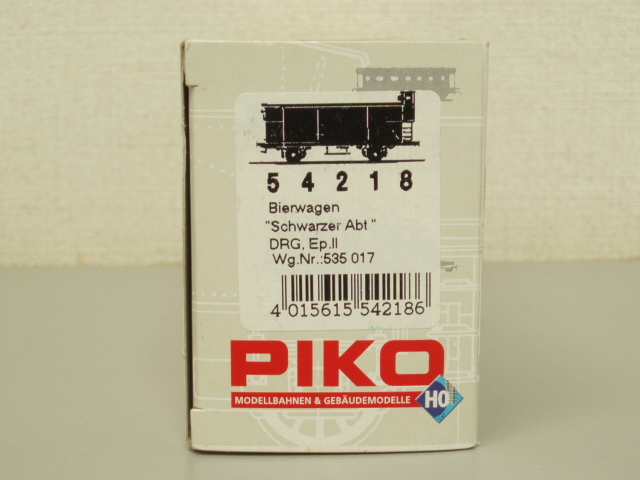 5 4 2 1 8
Bierwagen
"Schwarzer Abt"
DRG, Ep.II
Wg.Nr.:535 017
4 015615 542186
PIKO
MODELLBAHNEN & GEBÄUDEMODELLE
HO